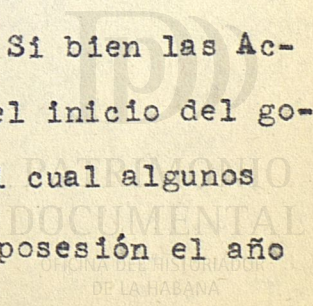 Si bien las Ac-
el inicio del go-
cual algunos
posesión el año
PATRIMONIO
DOCUMENTAL
OFICINA DEL HISTORIADOR
DE LA HABANA